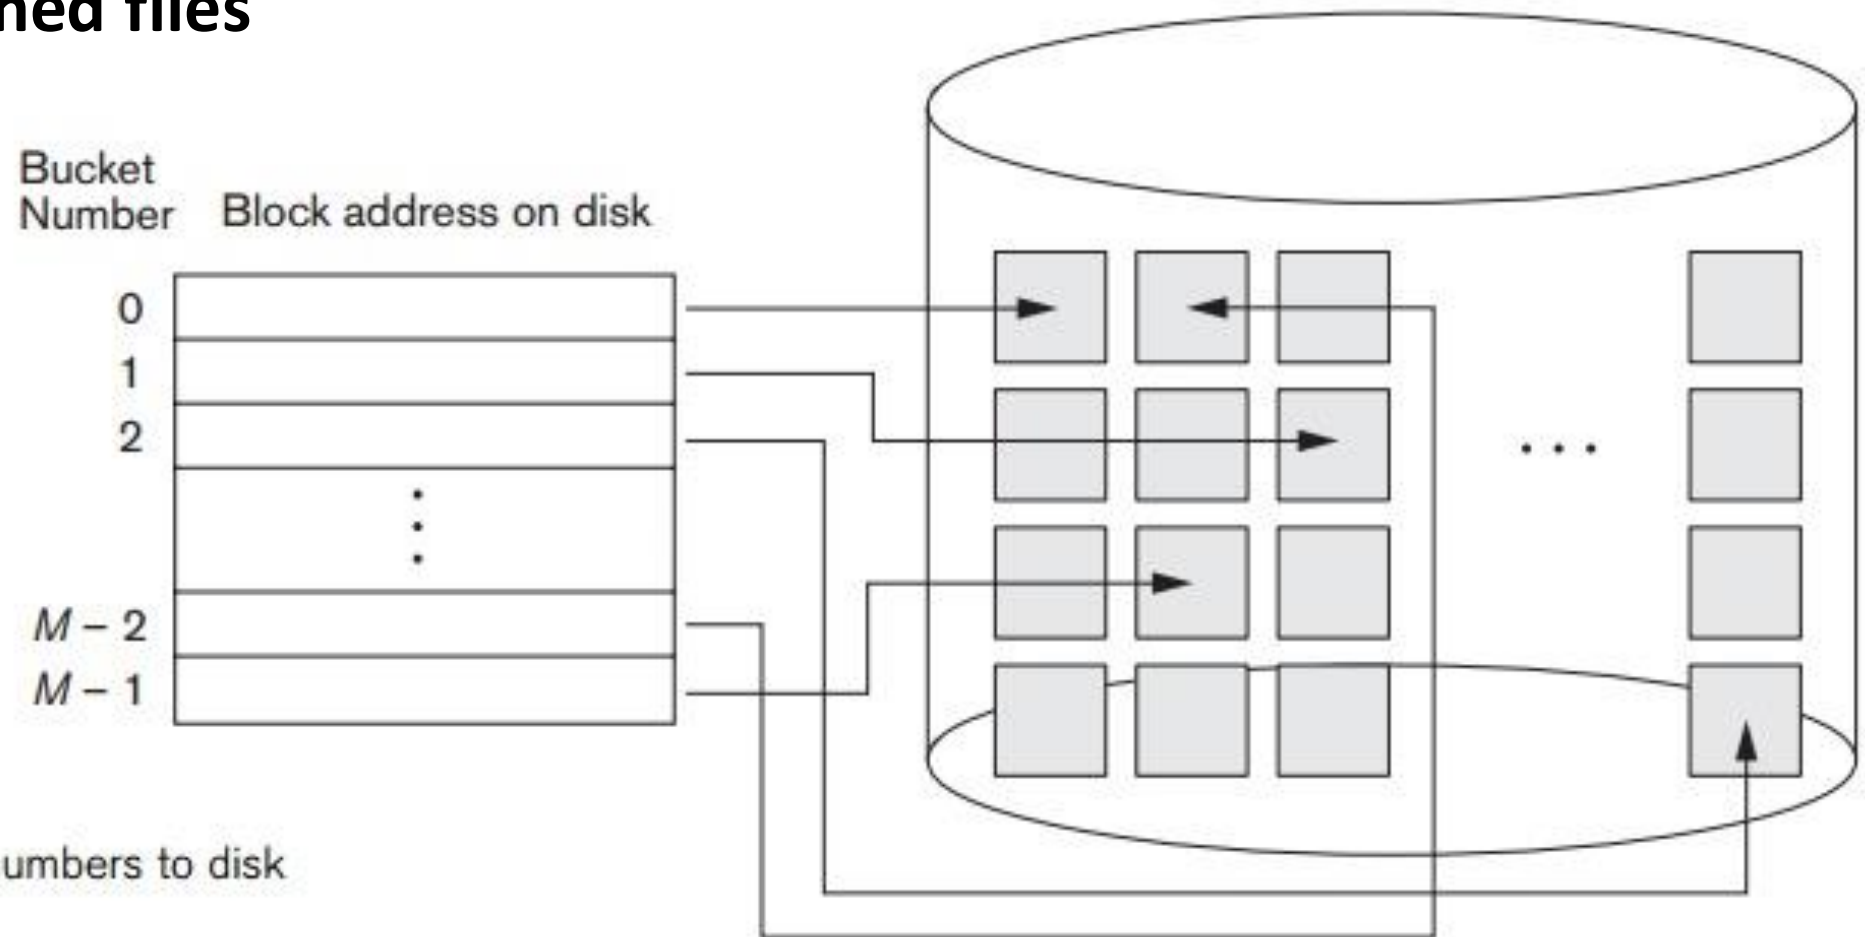 ned files
Bucket
Number Block address on disk
0
1
2
M – 2
M – 1
umbers to disk